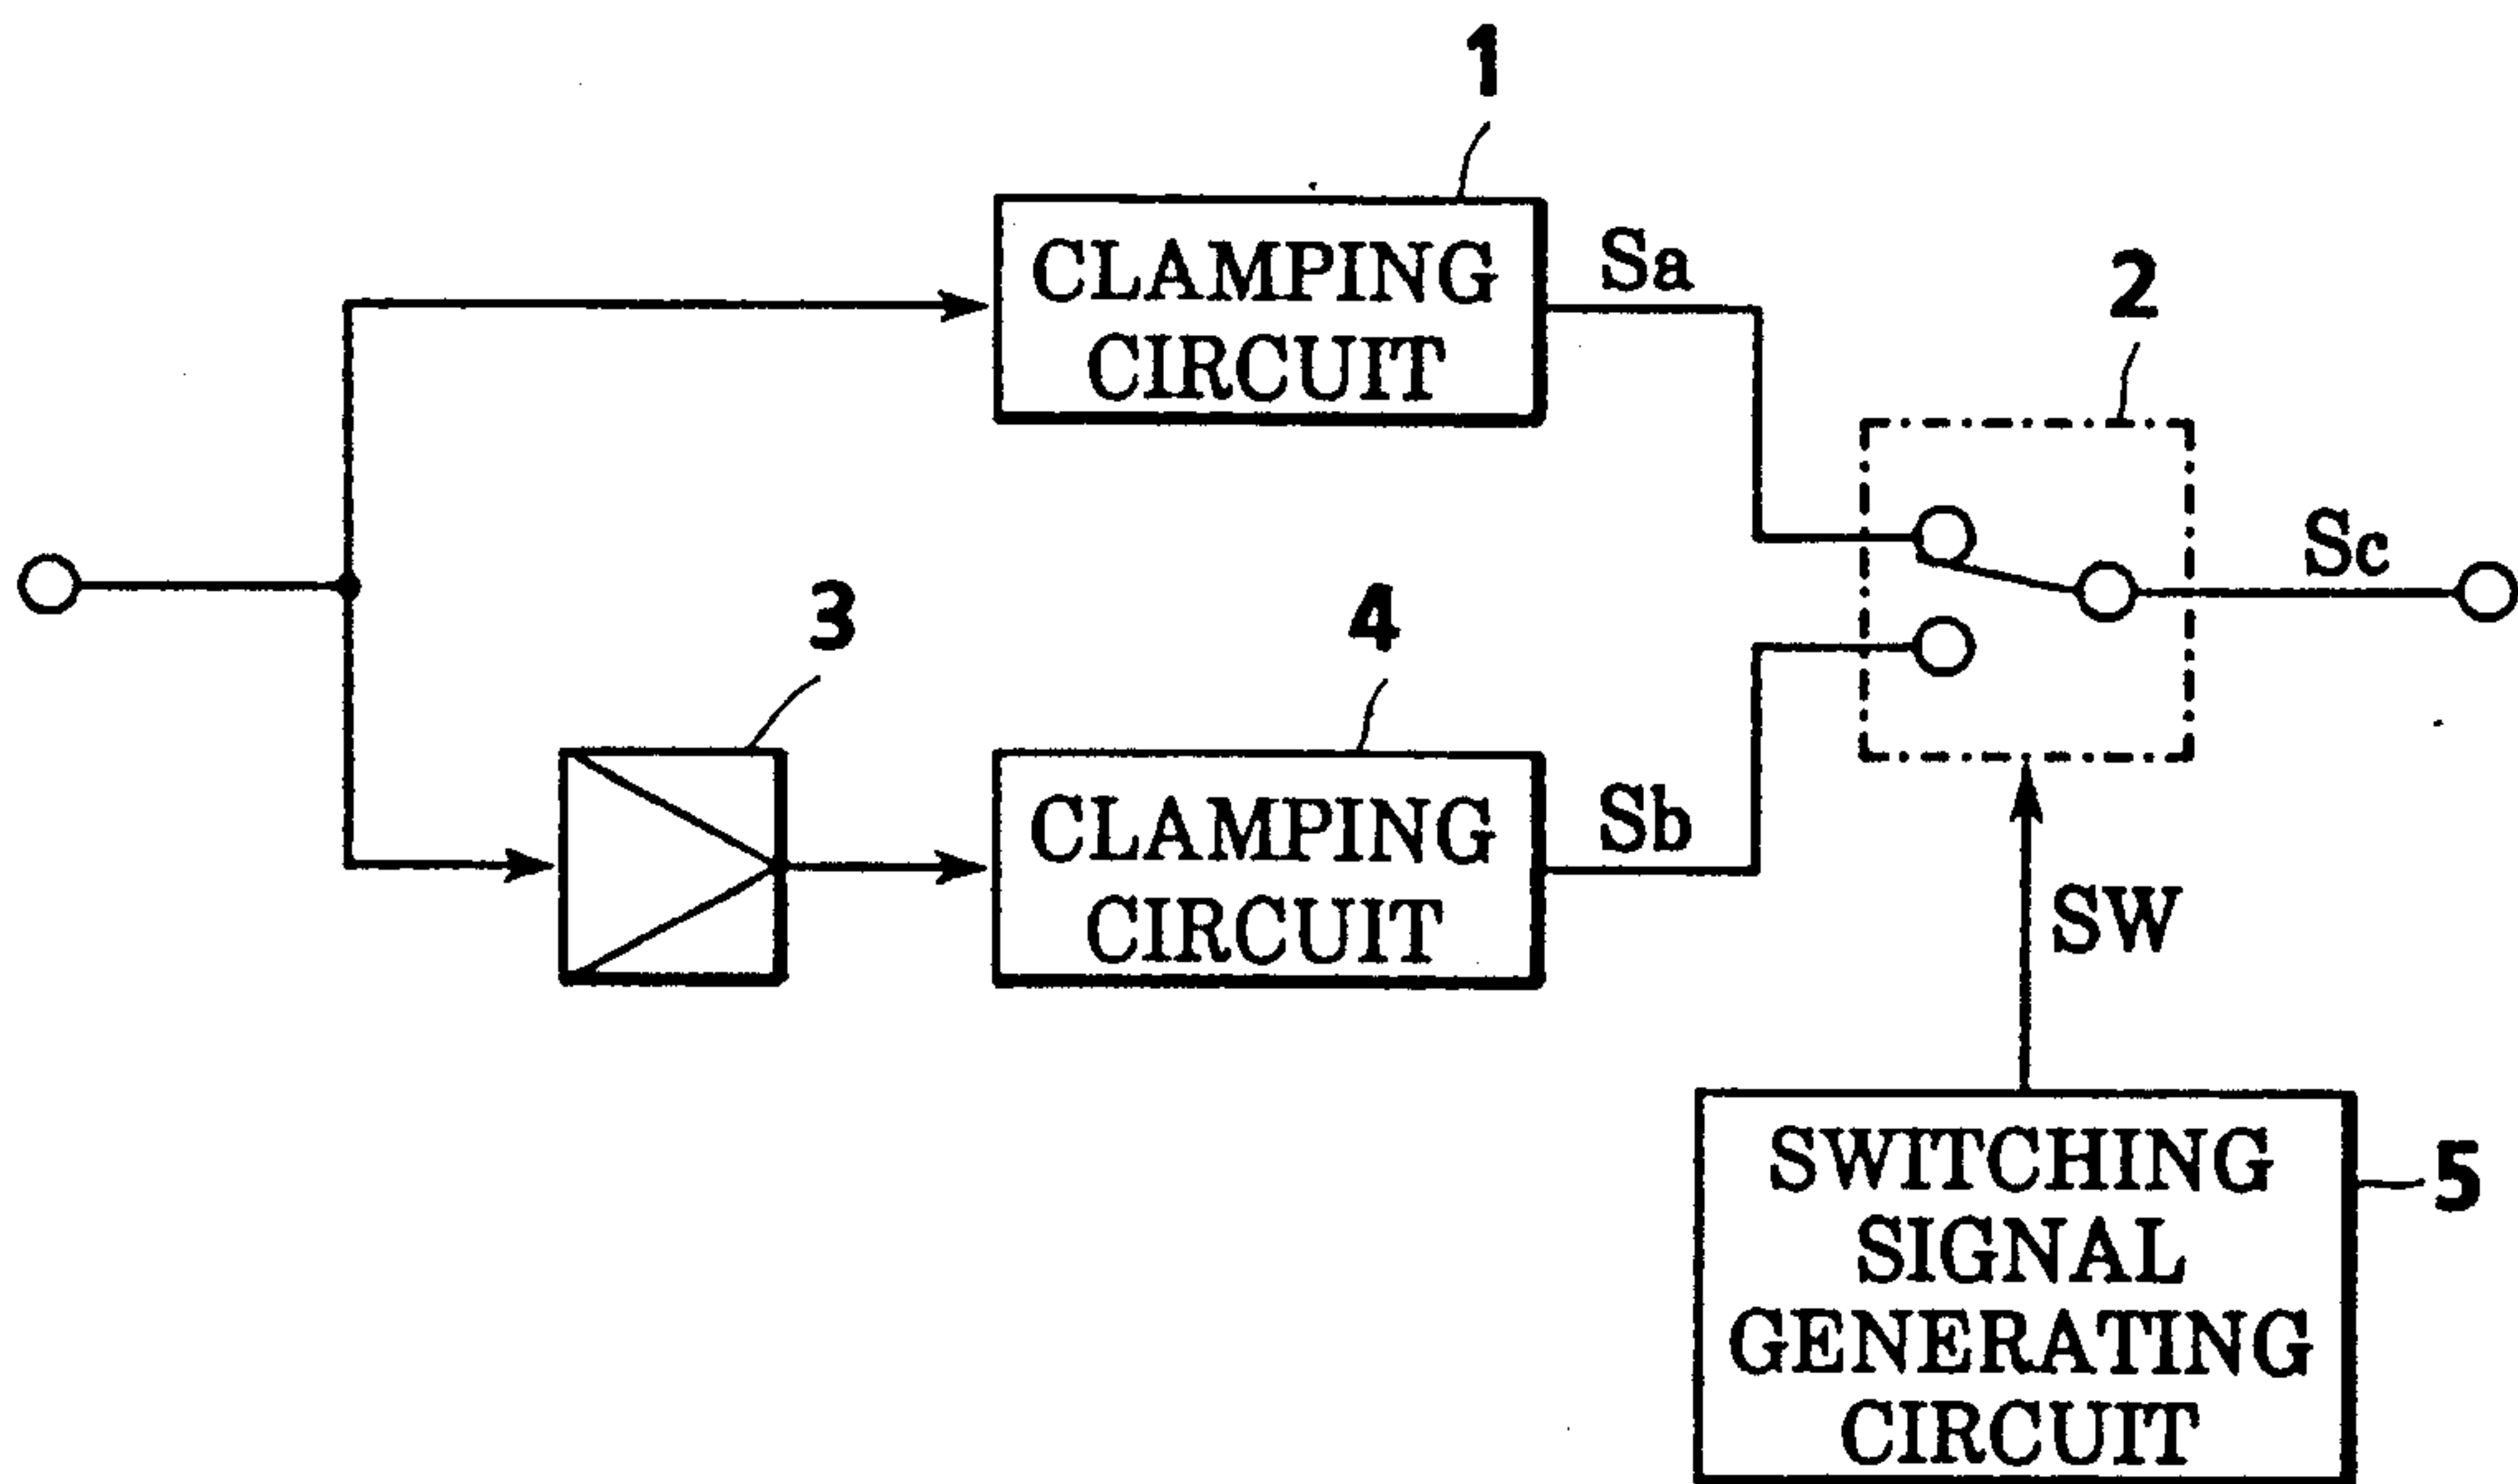 1
CLAMPING
CIRCUIT
Sa
2
Sc
3
4
CLAMPING
CIRCUIT
Sb
SW
SWITCHING
SIGNAL
GENERATING
CIRCUIT
5